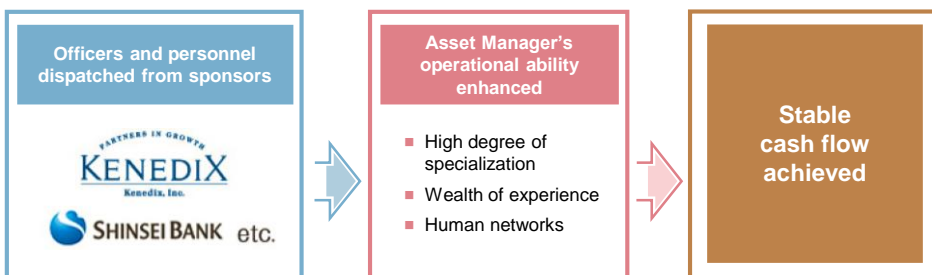 Officers and personnel
dispatched from sponsors
PARTNERS IN GROWTH
KENEDIX
Kenedix, Inc.
SHINSEI BANK etc.
Asset Manager's
operational ability
enhanced
■ High degree of
specialization
■ Wealth of experience
■ Human networks
Stable
cash flow
achieved